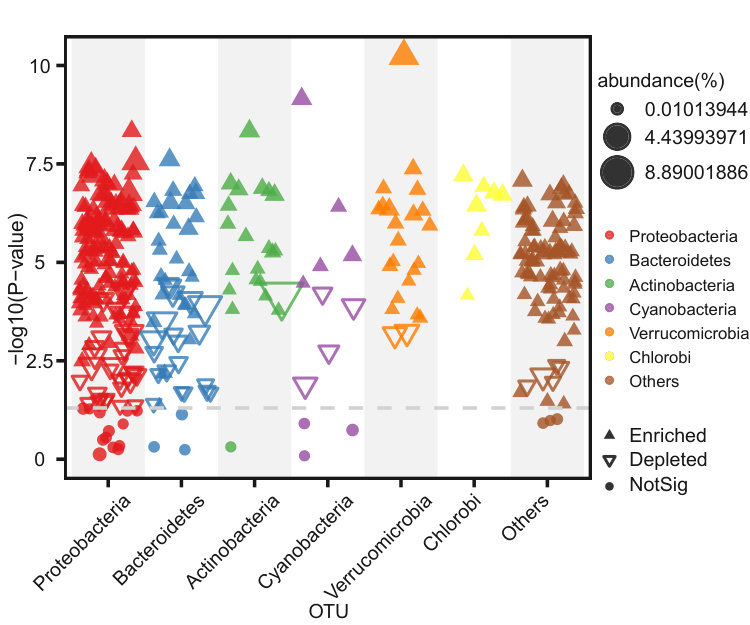 10
7.5
5
2.5
0
−log10(P−value)
Proteobacteria
Bacteroidetes
Actinobacteria
Cyanobacteria
Verrucomicrobia
Chlorobi
Others
OTU
abundance(%)
0.01013944
4.43993971
8.89001886
Proteobacteria
Bacteroidetes
Actinobacteria
Cyanobacteria
Verrucomicrobia
Chlorobi
Others
Enriched
Depleted
NotSig